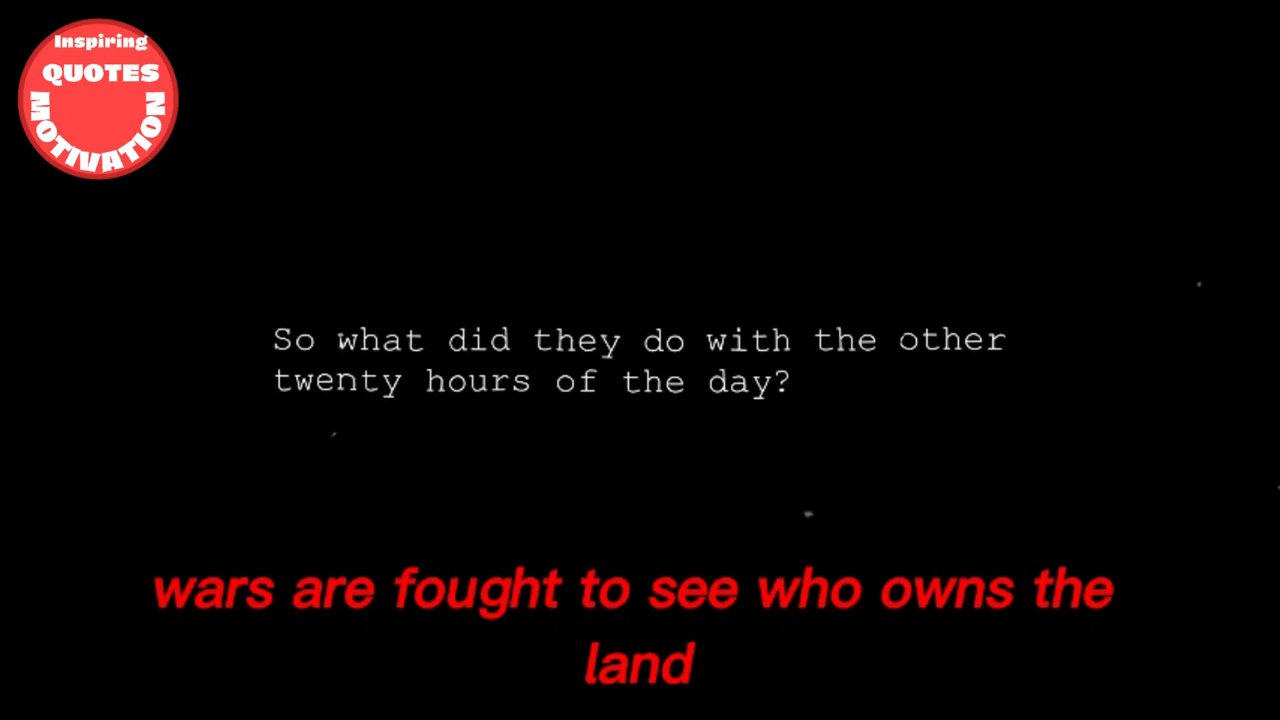 Inspiring
QUOTES
MOTIVATION
So what did they do with the other
twenty hours of the day?
wars are fought to see who owns the
land